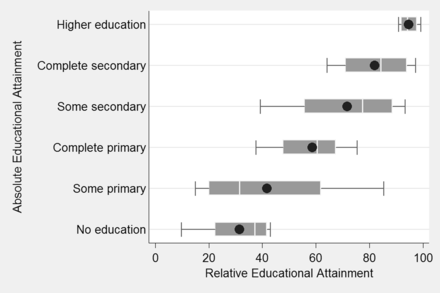 Absolute Educational Attainment
Higher education
Complete secondary
Some secondary
Complete primary
Some primary
No education
0 20 40 60 80 100
Relative Educational Attainment